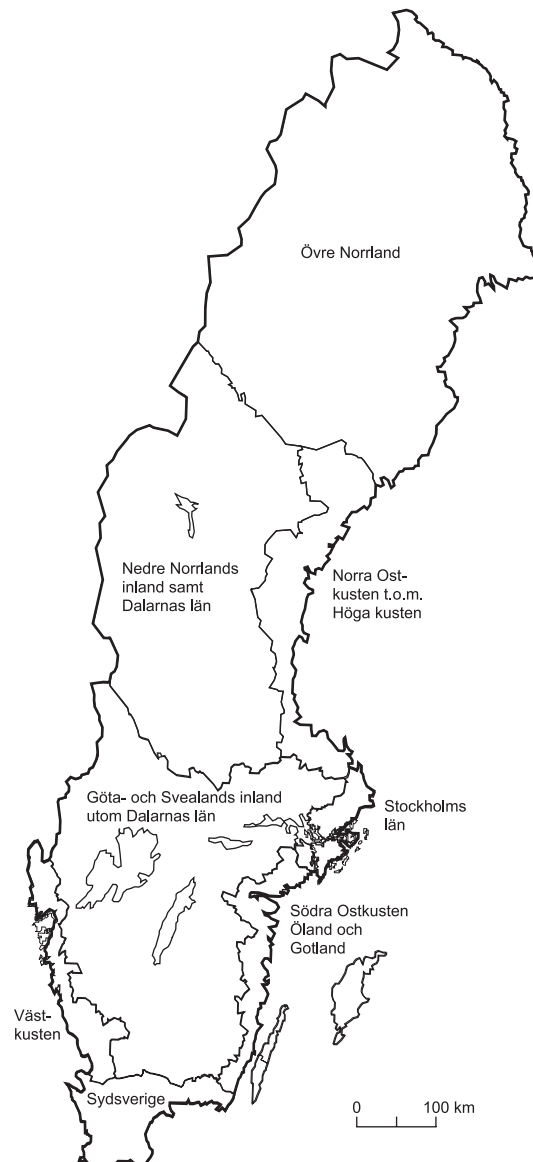 Övre Norrland
Nedre Norrlands
inland samt
Dalarnas län
Norra Ost-
kusten t.o.m.
Höga kusten
Göta- och Svealands inland
utom Dalarnas län
Stockholms
län
Södra Ostkusten
Öland och
Gotland
Väst-
kusten
Sydsverige
0 100 km